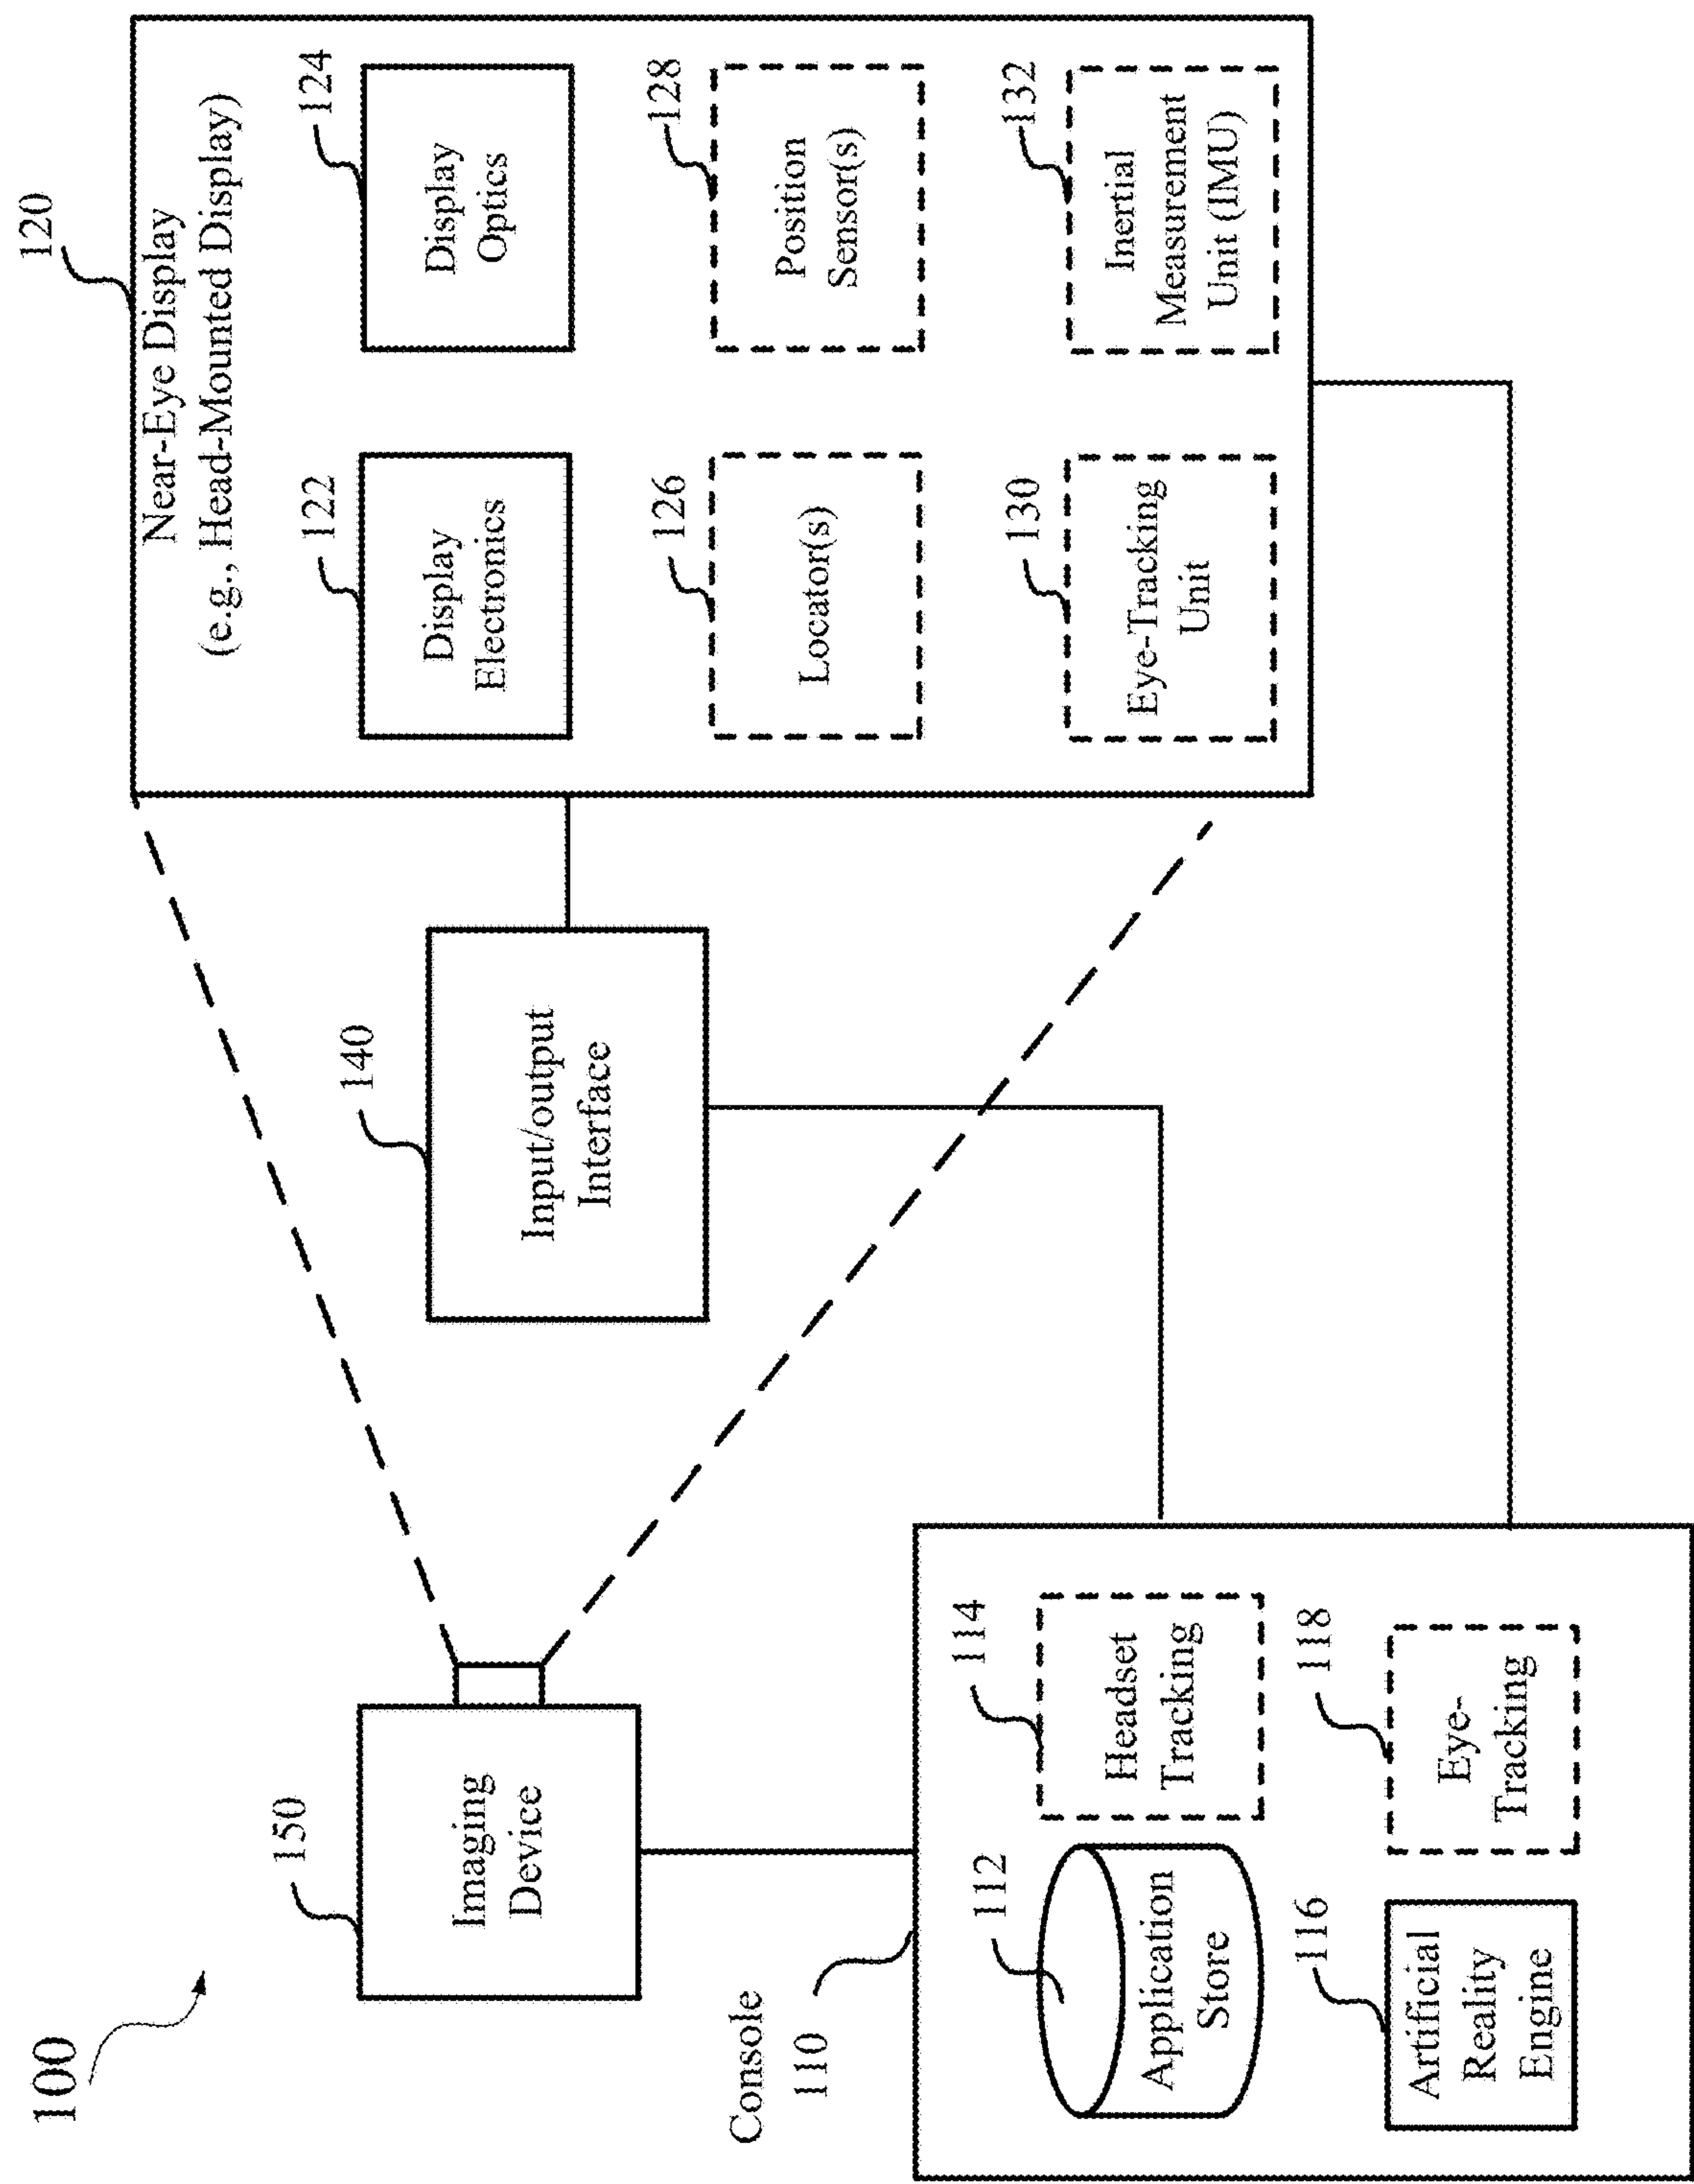 100
150
Imaging
Device
140
Input/output
Interface
120
Near-Eye Display
(e.g., Head-Mounted Display)
122
Display
Electronics
124
Display
Optics
126
Locator(s)
128
Position
Sensor(s)
130
Eye-Tracking
Unit
132
Inertial
Measurement
Unit (IMU)
Console
110
112
Application
Store
114
Headset
Tracking
116
Artificial
Reality
Engine
118
Eye-
Tracking